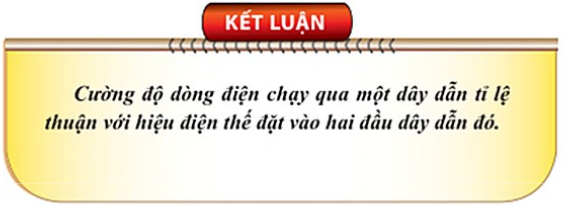 KẾT LUẬN
Cường độ dòng điện chạy qua một dây dẫn tỉ lệ
thuận với hiệu điện thế đặt vào hai đầu dây dẫn đó.